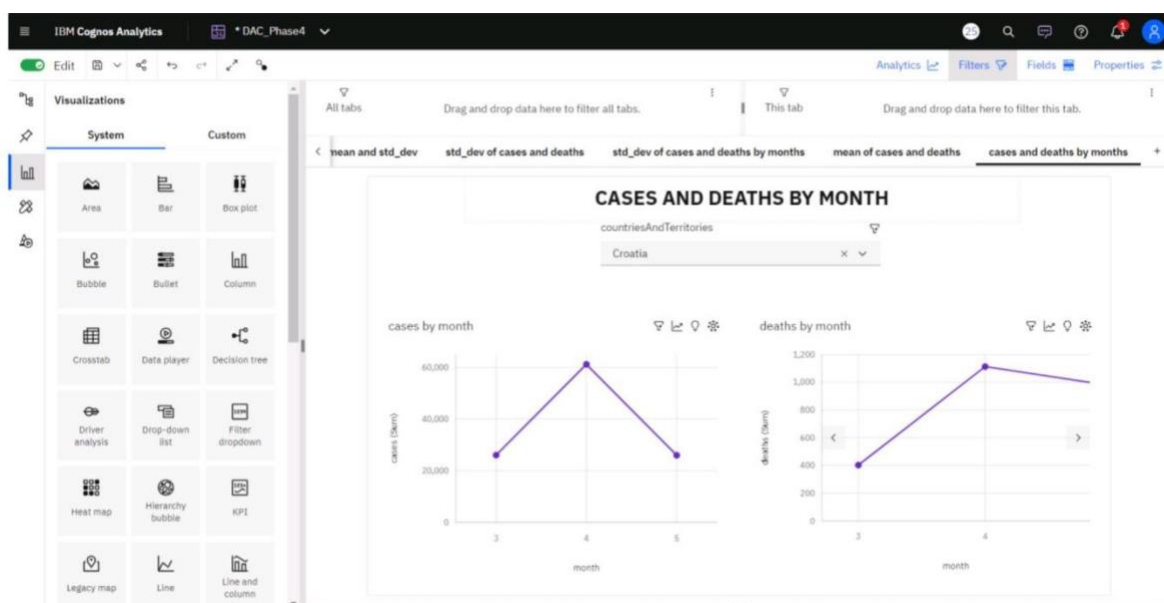 IBM Cognos Analytics
* DAC_Phase4
25
1
Edit
Analytics
Filters
Fields
Properties
Visualizations
System
Custom
Area
Bar
Box plot
Bubble
Bullet
Column
Crosstab
Data player
Decision tree
Driver
analysis
Drop-down
list
Filter
dropdown
Heat map
Hierarchy
bubble
KPI
Legacy map
Line
Line and
column
All tabs
Drag and drop data here to filter all tabs.
This tab
Drag and drop data here to filter this tab.
mean and std_dev
std_dev of cases and deaths
std_dev of cases and deaths by months
mean of cases and deaths
cases and deaths by months
CASES AND DEATHS BY MONTH
countriesAndTerritories
Croatia
cases by month
60,000
40,000
20,000
0
cases (Sum)
3
4
5
month
deaths by month
1,200
1,000
800
600
400
200
0
deaths (Sum)
3
4
month